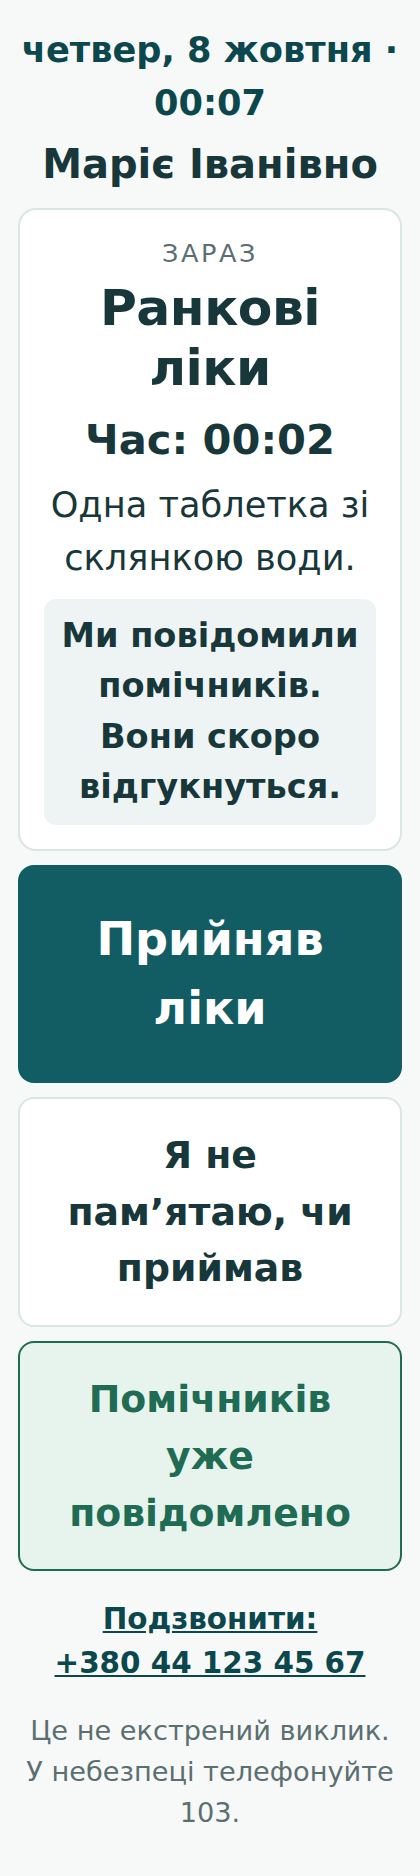 четвер, 8 жовтня ·
00:07
Маріє Іванівно
ЗАРАЗ
Ранкові
ліки
Час: 00:02
Одна таблетка зі
склянкою води.
Ми повідомили
помічників.
Вони скоро
відгукнуться.
Прийняв
ліки
Я не
пам’ятаю, чи
приймав
Помічників
уже
повідомлено
Подзвонити:
+380 44 123 45 67
Це не екстрений виклик.
У небезпеці телефонуйте
103.